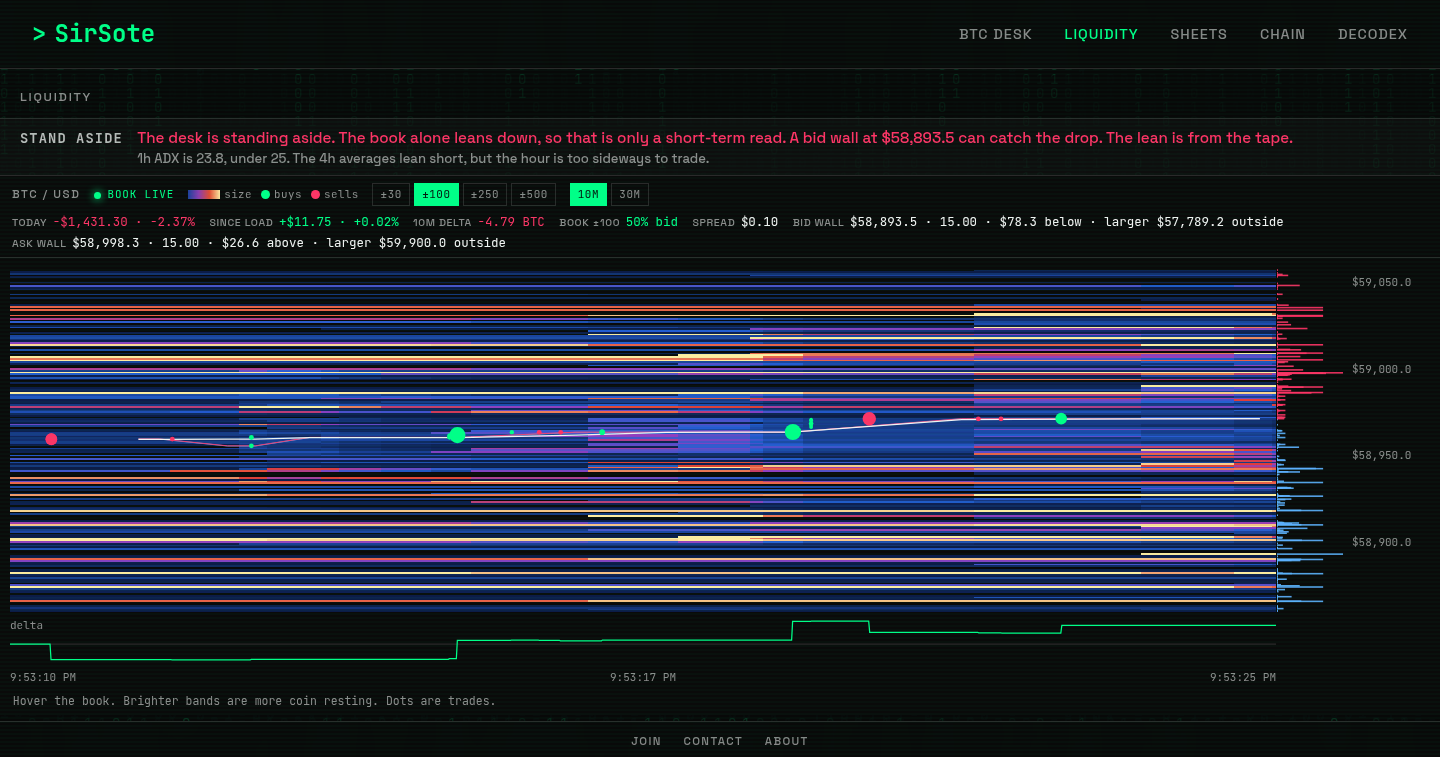 > SirSote
BTC DESK LIQUIDITY SHEETS CHAIN DECODEX
LIQUIDITY
STAND ASIDE The desk is standing aside. The book alone leans down, so that is only a short-term read. A bid wall at $58,893.5 can catch the drop. The lean is from the tape.
1h ADX is 23.8, under 25. The 4h averages lean short, but the hour is too sideways to trade.
BTC / USD BOOK LIVE size buys sells ±30 ±100 ±250 ±500 10M 30M
TODAY -$1,431.30 · -2.37% SINCE LOAD +$11.75 · +0.02% 10M DELTA -4.79 BTC BOOK ±100 50% bid SPREAD $0.10 BID WALL $58,893.5 · 15.00 · $78.3 below · larger $57,789.2 outside
ASK WALL $58,998.3 · 15.00 · $26.6 above · larger $59,900.0 outside
$59,050.0
$59,000.0
$58,950.0
$58,900.0
delta
9:53:10 PM 9:53:17 PM 9:53:25 PM
Hover the book. Brighter bands are more coin resting. Dots are trades.
JOIN CONTACT ABOUT